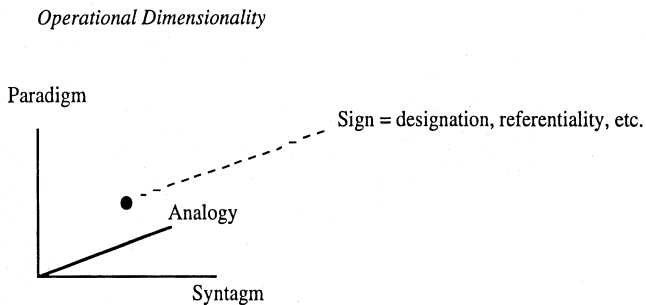 Operational Dimensionality
Paradigm
Sign = designation, referentiality, etc.
Analogy
Syntagm